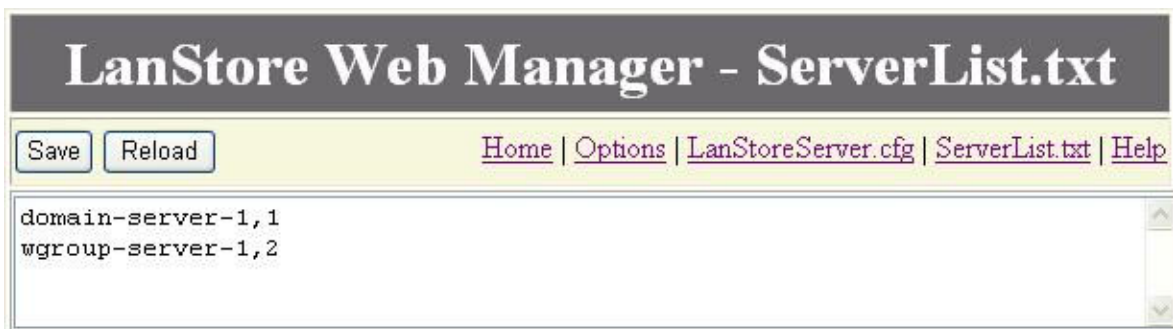 LanStore Web Manager - ServerList.txt
Save Reload Home | Options | LanStoreServer.cfg | ServerList.txt | Help
domain-server-1,1
wgroup-server-1,2